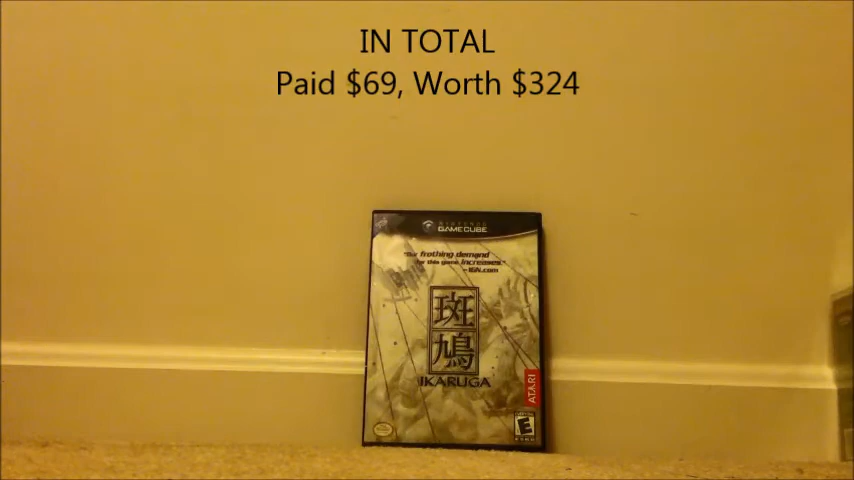 IN TOTAL
Paid $69, Worth $324
NINTENDO
GAMECUBE
"Our frothing demand
for this game increases."
-IGN.com
斑
鳩
IKARUGA
ATARI
E